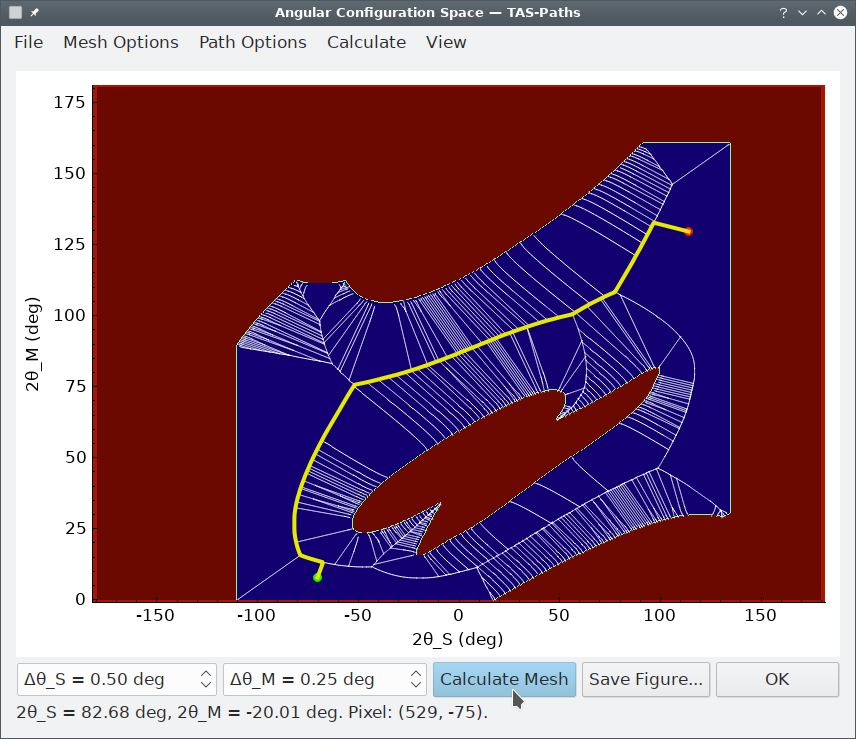 Angular Configuration Space — TAS-Paths
File Mesh Options Path Options Calculate View
175
150
125
100
75
50
25
0
2θ_M (deg)
-150 -100 -50 0 50 100 150
2θ_S (deg)
Δθ_S = 0.50 deg Δθ_M = 0.25 deg Calculate Mesh Save Figure... OK
2θ_S = 82.68 deg, 2θ_M = -20.01 deg. Pixel: (529, -75).